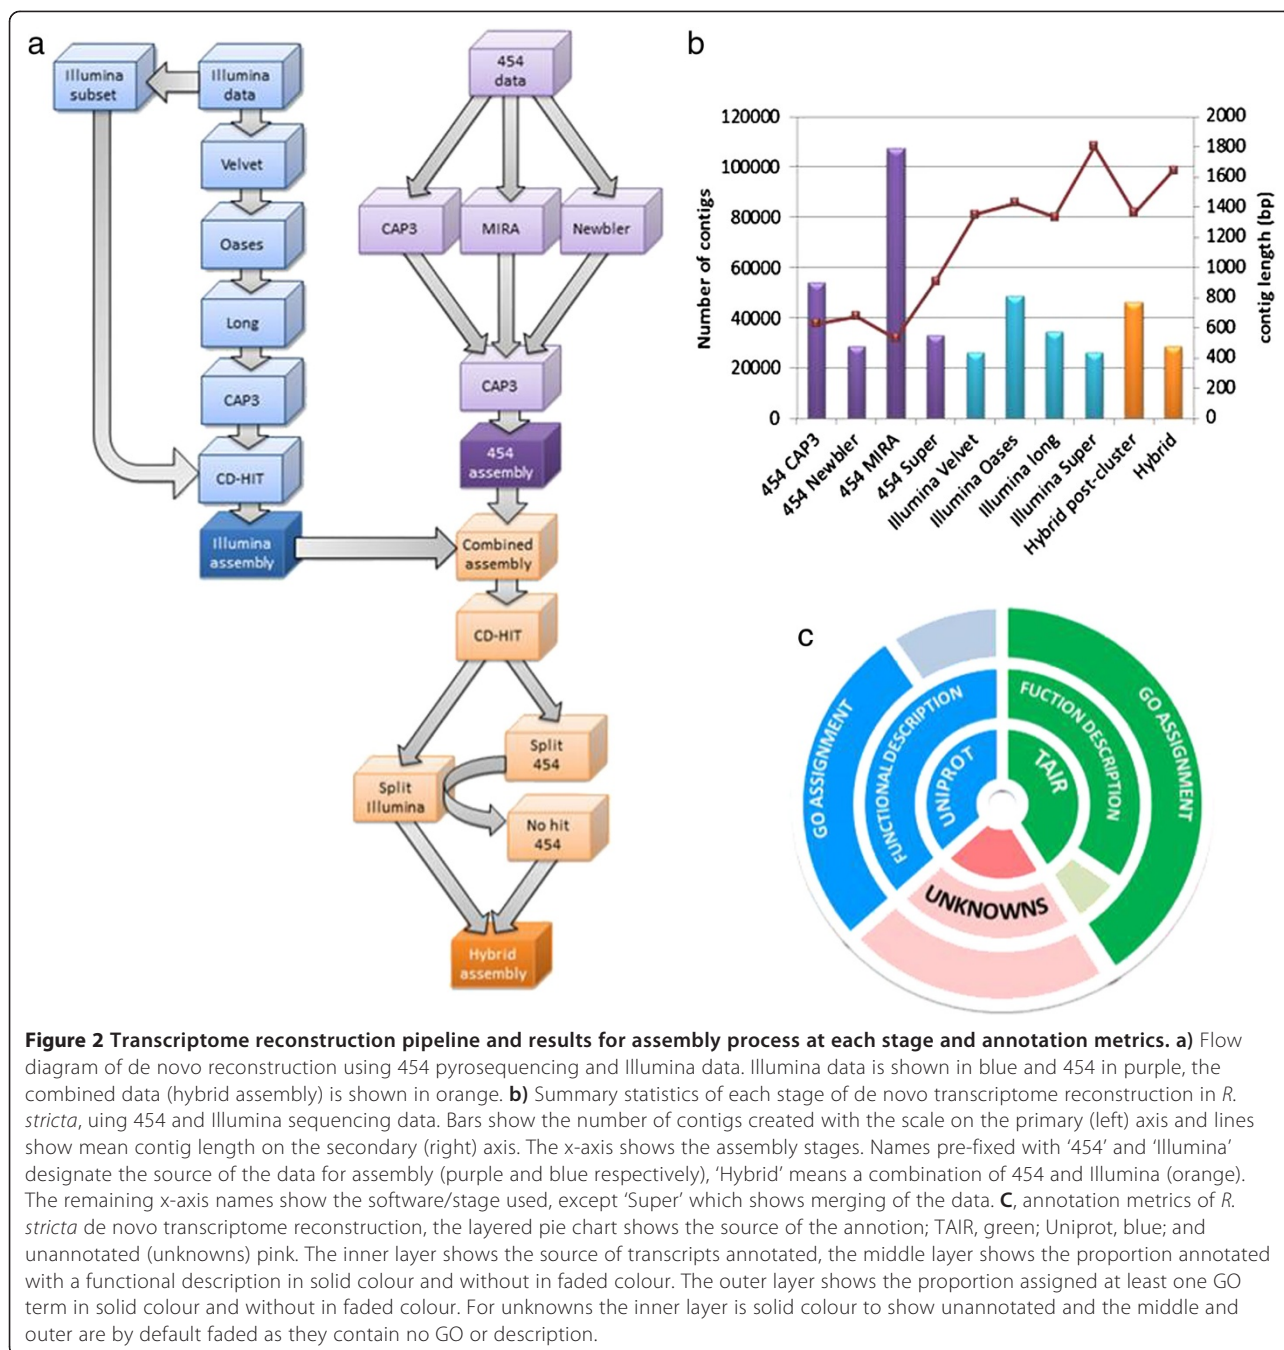 a
Illumina
subset
Illumina
data
Velvet
Oases
Long
CAP3
CD-HIT
Illumina
assembly
454
data
CAP3
MIRA
Newbler
CAP3
454
assembly
Combined
assembly
CD-HIT
Split
454
Split
Illumina
No hit
454
Hybrid
assembly
b
120000
100000
80000
60000
40000
20000
0
Number of contigs
2000
1800
1600
1400
1200
1000
800
600
400
200
0
contig length (bp)
454 CAP3
454 Newbler
454 MIRA
454 Super
Illumina Velvet
Illumina Oases
Illumina long
Illumina Super
Hybrid post-cluster
Hybrid
c
GO ASSIGNMENT
FUNCTIONAL DESCRIPTION
UNIPROT
TAIR
FUCTION DESCRIPTION
GO ASSIGNMENT
UNKNOWNS
Figure 2 Transcriptome reconstruction pipeline and results for assembly process at each stage and annotation metrics. a) Flow
diagram of de novo reconstruction using 454 pyrosequencing and Illumina data. Illumina data is shown in blue and 454 in purple, the
combined data (hybrid assembly) is shown in orange. b) Summary statistics of each stage of de novo transcriptome reconstruction in R.
stricta, uing 454 and Illumina sequencing data. Bars show the number of contigs created with the scale on the primary (left) axis and lines
show mean contig length on the secondary (right) axis. The x-axis shows the assembly stages. Names pre-fixed with ‘454’ and ‘Illumina’
designate the source of the data for assembly (purple and blue respectively), ‘Hybrid’ means a combination of 454 and Illumina (orange).
The remaining x-axis names show the software/stage used, except ‘Super’ which shows merging of the data. C, annotation metrics of R.
stricta de novo transcriptome reconstruction, the layered pie chart shows the source of the annotion; TAIR, green; Uniprot, blue; and
unannotated (unknowns) pink. The inner layer shows the source of transcripts annotated, the middle layer shows the proportion annotated
with a functional description in solid colour and without in faded colour. The outer layer shows the proportion assigned at least one GO
term in solid colour and without in faded colour. For unknowns the inner layer is solid colour to show unannotated and the middle and
outer are by default faded as they contain no GO or description.